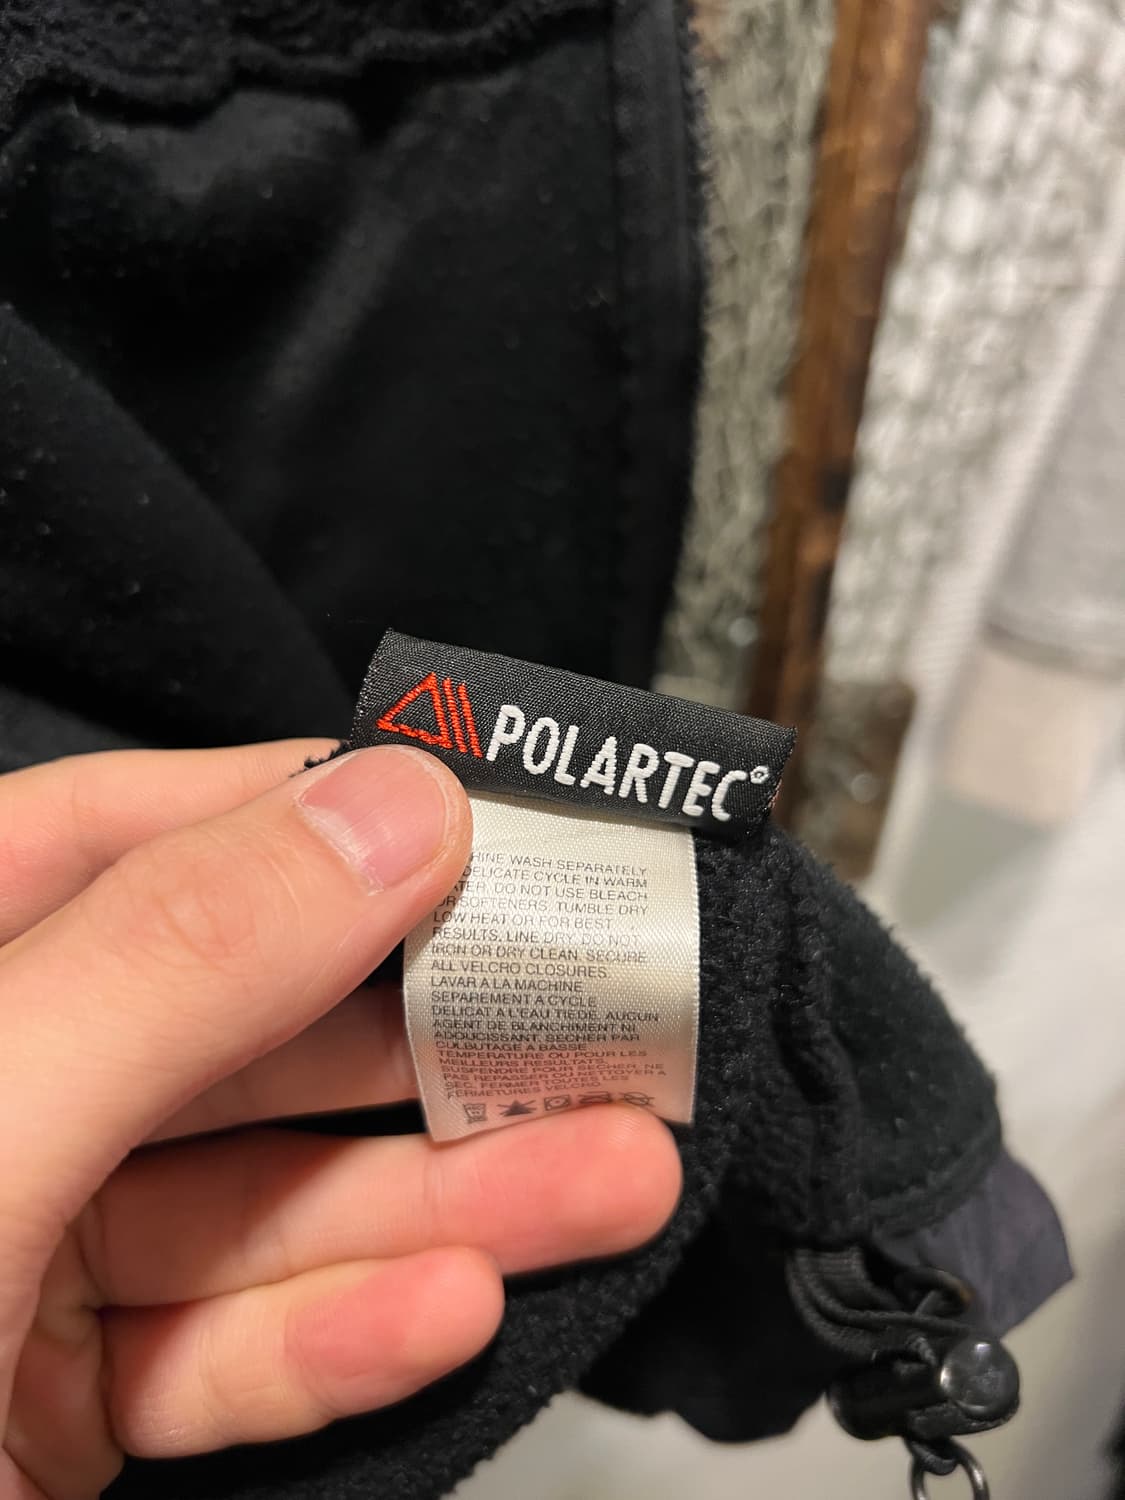 POLARTEC®
HINE WASH SEPARATELY
DELICATE CYCLE IN WARM
ATER. DO NOT USE BLEACH
OR SOFTENERS. TUMBLE DRY
LOW HEAT OR FOR BEST
RESULTS, LINE DRY. DO NOT
IRON OR DRY CLEAN. SECURE
ALL VELCRO CLOSURES.
LAVAR A LA MACHINE
SEPAREMENT A CYCLE
DELICAT A L'EAU TIEDE. AUCUN
AGENT DE BLANCHIMENT NI
ADOUCISSANT. SECHER PAR
CULBUTAGE A BASSE
TEMPERATURE OU POUR LES
MEILLEURS RESULTATS,
SUSPENDRE POUR SECHER. NE
PAS REPASSER OU NETTOYER A
SEC. FERMER TOUTES LES
FERMETURES VELCRO.